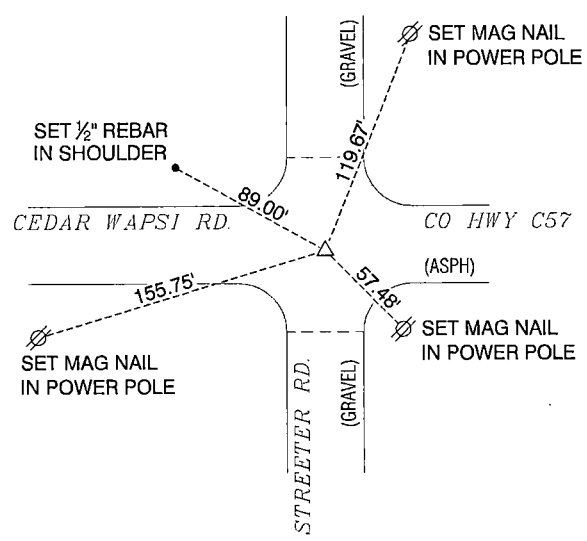 (GRAVEL)
SET MAG NAIL
IN POWER POLE
SET ½" REBAR
IN SHOULDER
119.67'
89.00'
CEDAR WAPSI RD.
CO HWY C57
(ASPH)
155.75'
57.48'
SET MAG NAIL
IN POWER POLE
SET MAG NAIL
IN POWER POLE
STREETER RD.
(GRAVEL)